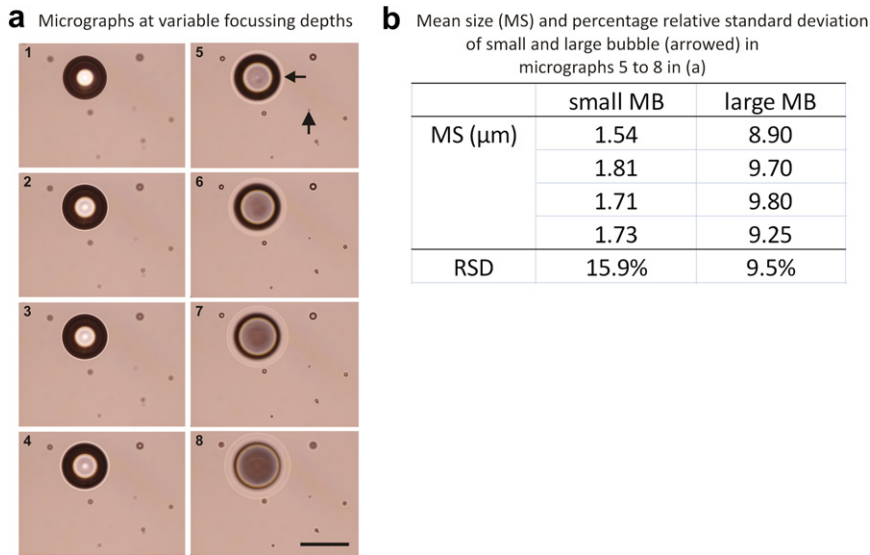 a Micrographs at variable focussing depths
1
5
2
6
3
7
4
8
b Mean size (MS) and percentage relative standard deviation
of small and large bubble (arrowed) in
micrographs 5 to 8 in (a)
small MB large MB
MS (μm) 1.54 8.90
1.81 9.70
1.71 9.80
1.73 9.25
RSD 15.9% 9.5%